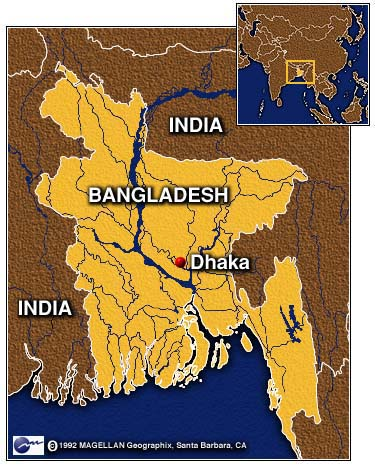 INDIA
BANGLADESH
Dhaka
INDIA
© 1992 MAGELLAN Geographix, Santa Barbara, CA